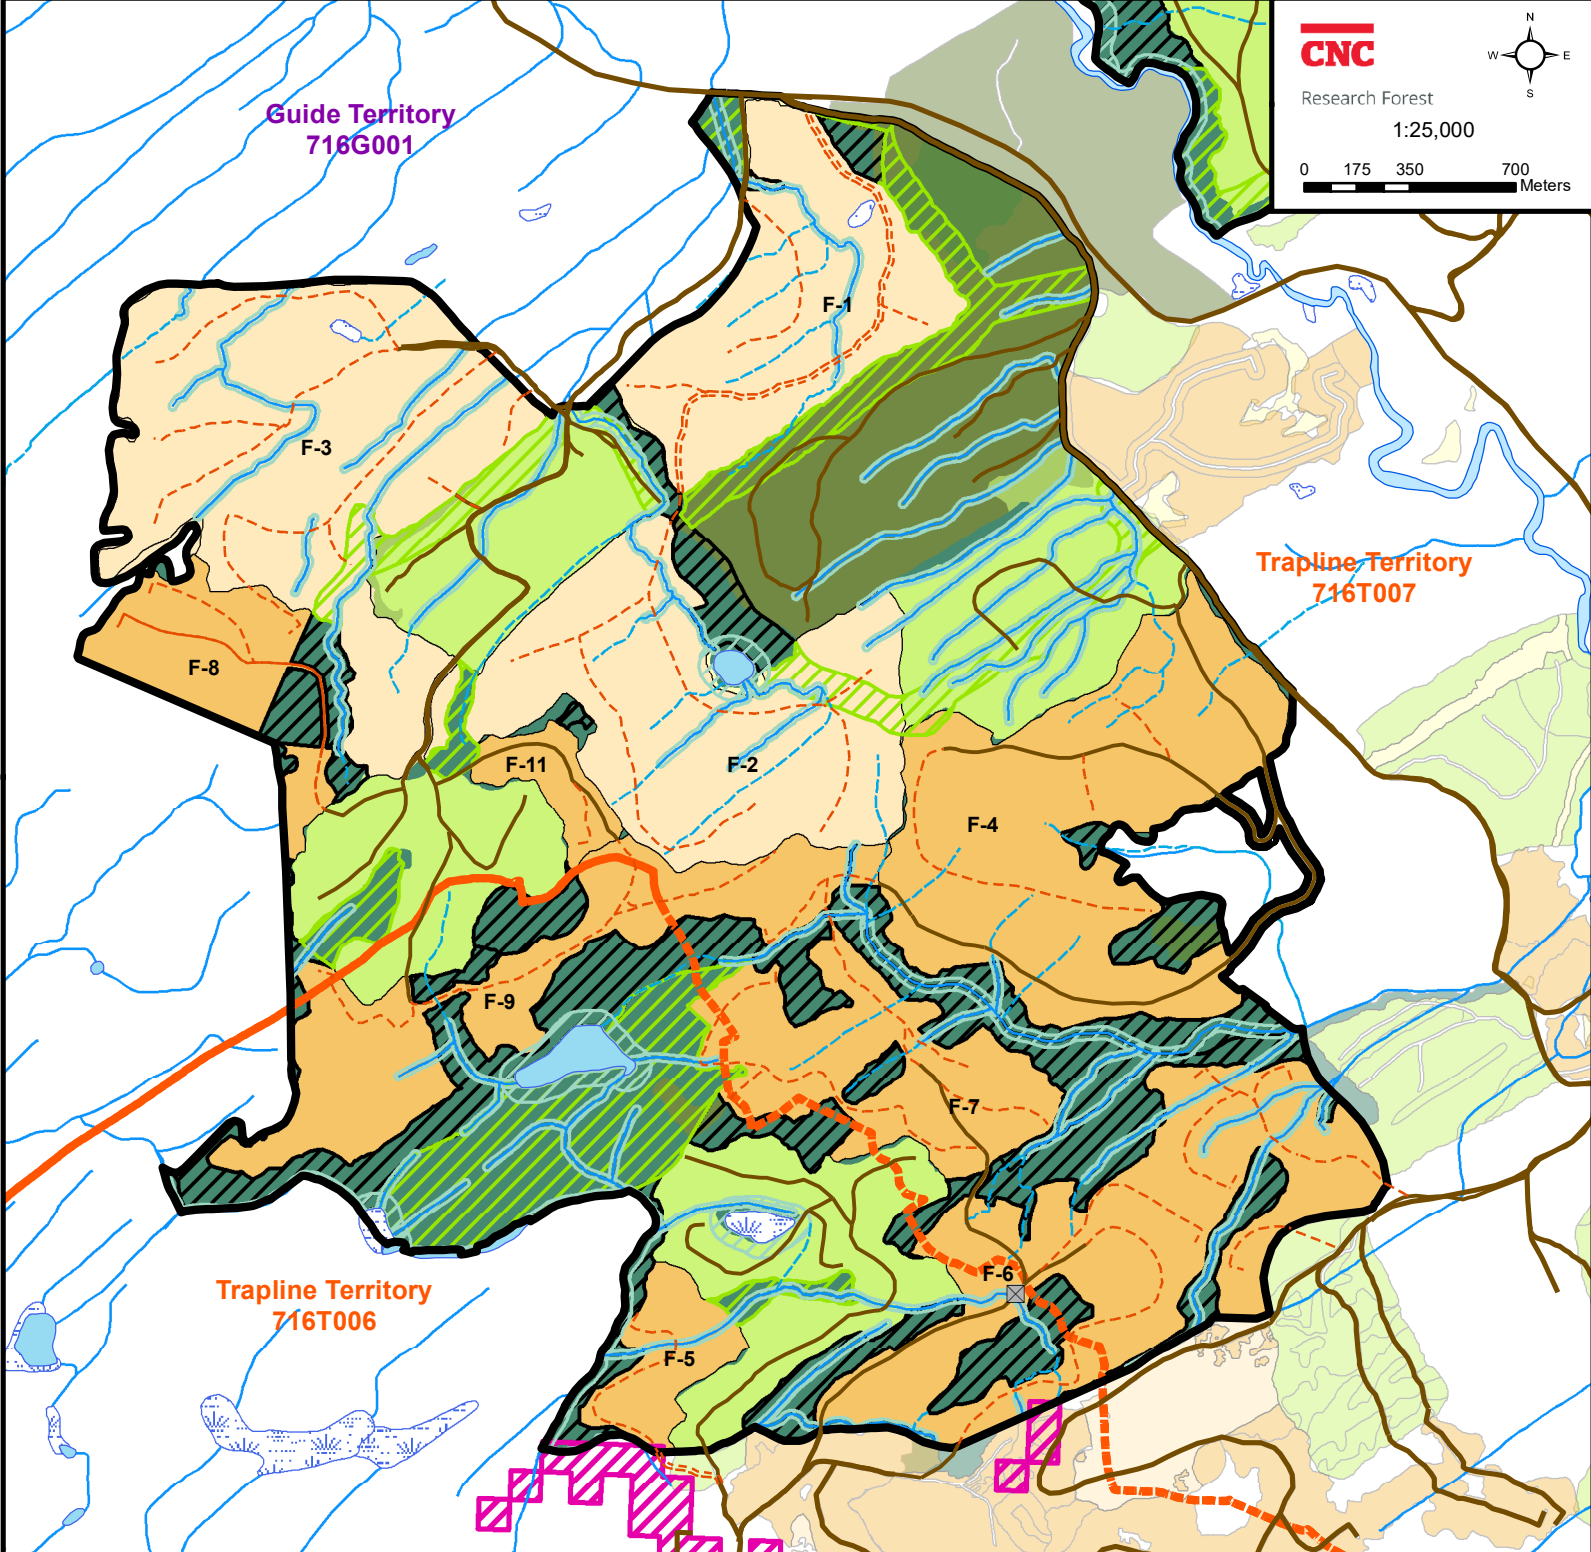 CNC
Research Forest
N
W E
S
1:25,000
0 175 350 700
Meters
Guide Territory
716G001
F-1
F-3
Trapline Territory
716T007
F-8
F-2
F-11
F-4
F-9
F-7
F-6
Trapline Territory
716T006
F-5